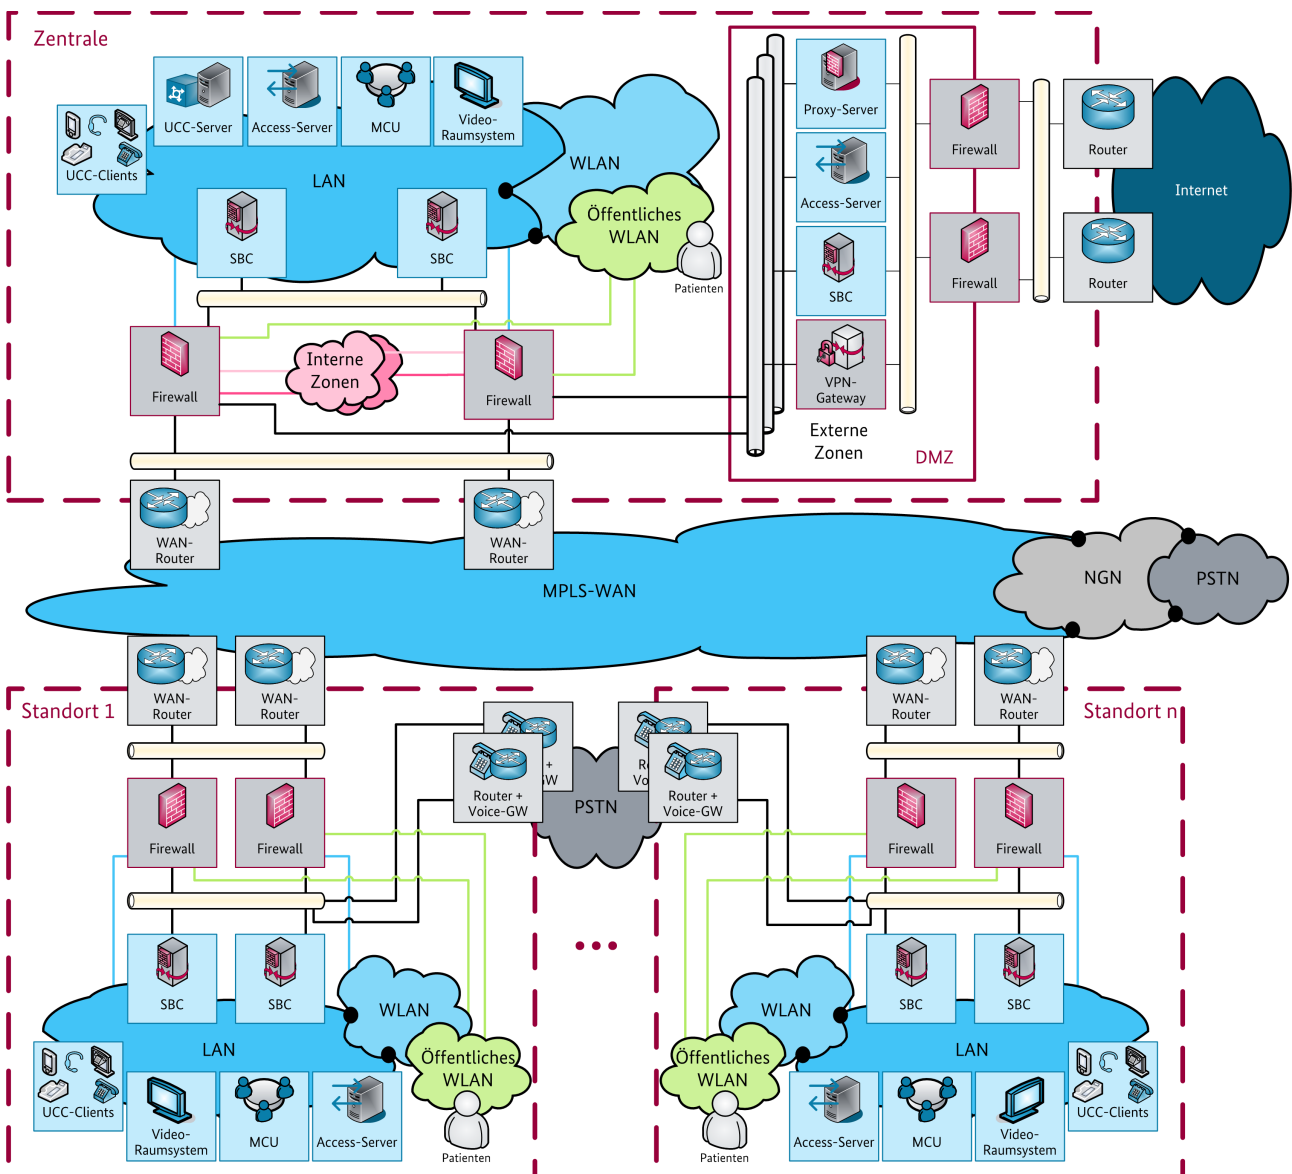 Zentrale
UCC-Server
Access-Server
MCU
Video-
Raumsystem
UCC-Clients
LAN
WLAN
Öffentliches
WLAN
Patienten
SBC
SBC
Firewall
Interne
Zonen
Firewall
Proxy-Server
Access-Server
SBC
VPN-
Gateway
Externe
Zonen
DMZ
Firewall
Firewall
Router
Router
Internet
WAN-
Router
WAN-
Router
MPLS-WAN
NGN
PSTN
Standort 1
WAN-
Router
WAN-
Router
Firewall
Firewall
+
GW
Router +
Voice-GW
PSTN
SBC
SBC
LAN
WLAN
Öffentliches
WLAN
UCC-Clients
Video-
Raumsystem
MCU
Access-Server
Patienten
Standort n
WAN-
Router
WAN-
Router
Ro
Vo
Router +
Voice-GW
Firewall
Firewall
SBC
SBC
WLAN
LAN
Öffentliches
WLAN
Patienten
Access-Server
MCU
Video-
Raumsystem
UCC-Clients